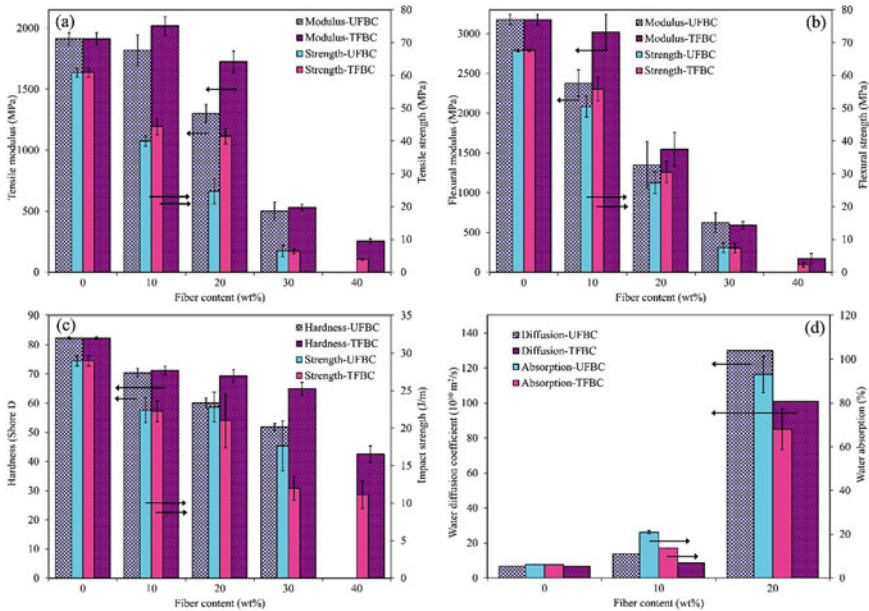 (a)
Modulus-UFBC
Modulus-TFBC
Strength-UFBC
Strength-TFBC
Tensile modulus (MPa)
2000
1500
1000
500
0
Tensile strength (MPa)
80
70
60
50
40
30
20
10
0
0 10 20 30 40
Fiber content (wt%)
(b)
Modulus-UFBC
Modulus-TFBC
Strength-UFBC
Strength-TFBC
Flexural modulus (MPa)
3000
2500
2000
1500
1000
500
0
Flexural strength (MPa)
80
70
60
50
40
30
20
10
0
0 10 20 30 40
Fiber content (wt%)
(c)
Hardness-UFBC
Hardness-TFBC
Strength-UFBC
Strength-TFBC
Hardness (Shore D
90
80
70
60
50
40
30
20
10
0
Impact strength (J/m)
35
30
25
20
15
10
5
0
0 10 20 30 40
Fiber content (wt%)
(d)
Diffusion-UFBC
Diffusion-TFBC
Absorption-UFBC
Absorption-TFBC
Water diffusion coefficient (10¹⁰ m²/s)
140
120
100
80
60
40
20
0
Water absorption (%)
120
100
80
60
40
20
0
0 10 20
Fiber content (wt%)